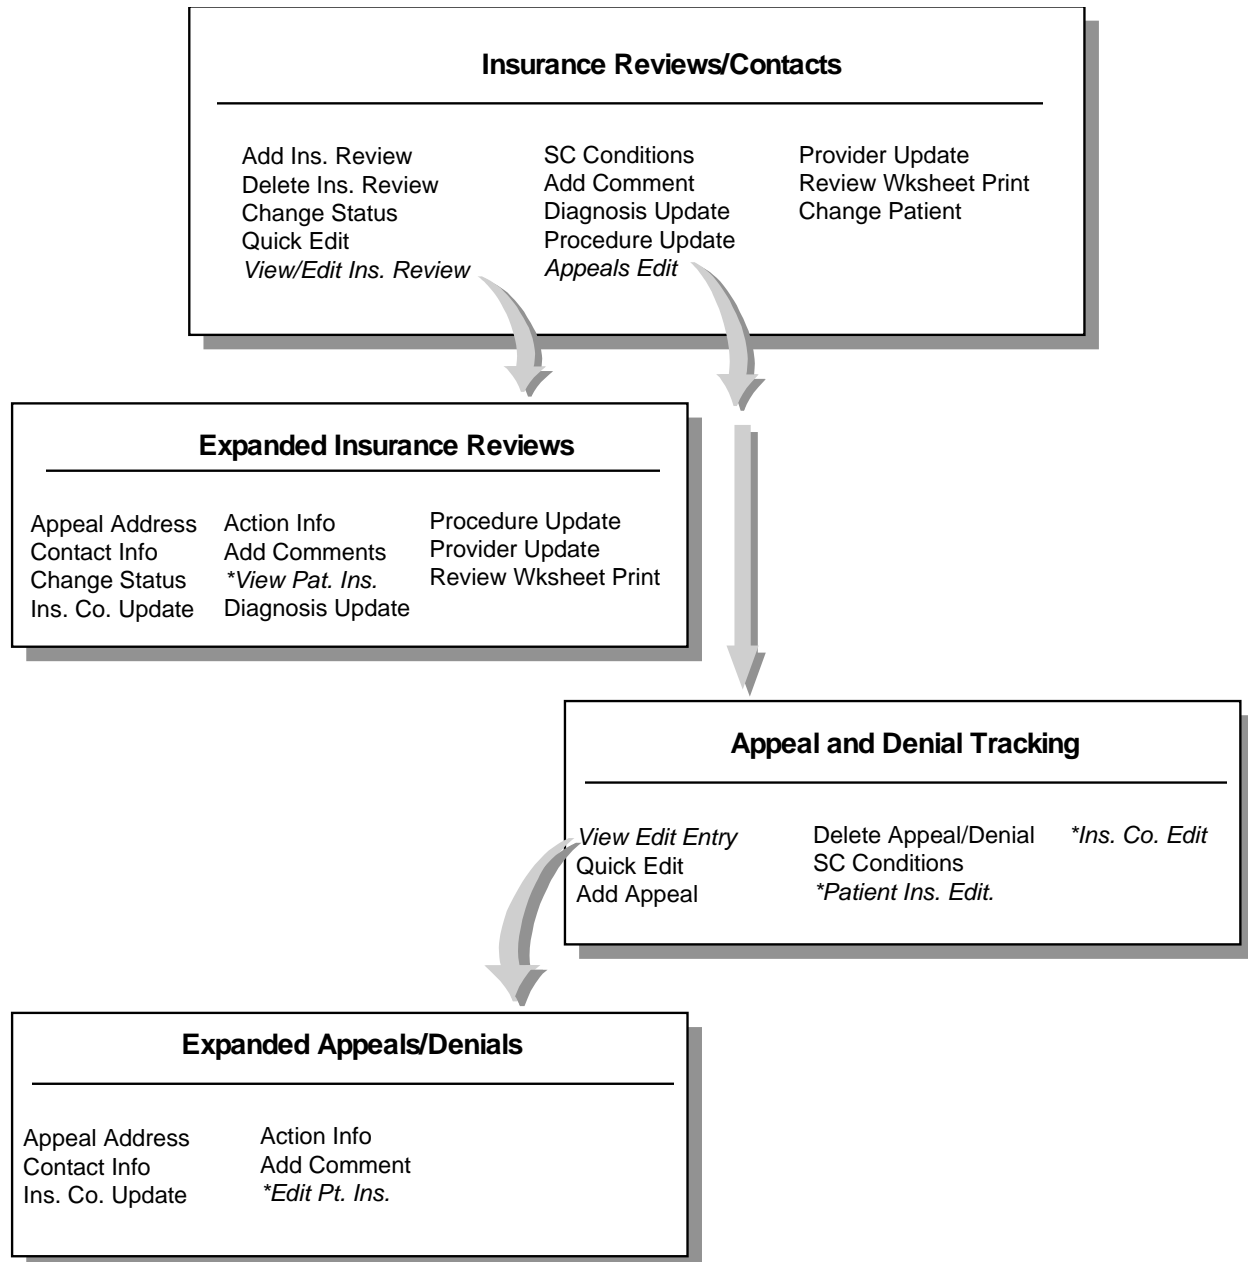 Insurance Reviews/Contacts
Add Ins. Review
Delete Ins. Review
Change Status
Quick Edit
View/Edit Ins. Review
SC Conditions
Add Comment
Diagnosis Update
Procedure Update
Appeals Edit
Provider Update
Review Wksheet Print
Change Patient
Expanded Insurance Reviews
Appeal Address
Contact Info
Change Status
Ins. Co. Update
Action Info
Add Comments
*View Pat. Ins.
Diagnosis Update
Procedure Update
Provider Update
Review Wksheet Print
Appeal and Denial Tracking
View Edit Entry
Quick Edit
Add Appeal
Delete Appeal/Denial
SC Conditions
*Patient Ins. Edit.
*Ins. Co. Edit
Expanded Appeals/Denials
Appeal Address
Contact Info
Ins. Co. Update
Action Info
Add Comment
*Edit Pt. Ins.